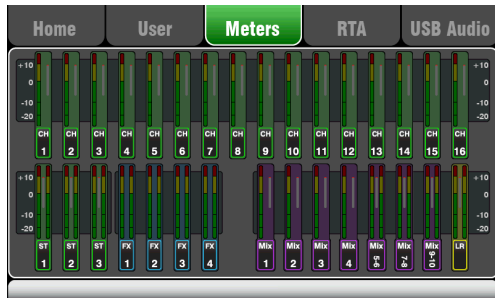 Home User Meters RTA USB Audio
+10 +10
0 0
-10 -10
-20 -20
CH CH CH CH CH CH CH CH CH CH CH CH CH CH CH CH
1 2 3 4 5 6 7 8 9 10 11 12 13 14 15 16
+10 +10
0 0
-10 -10
-20 -20
ST ST ST FX FX FX FX Mix Mix Mix Mix Mix Mix Mix LR
1 2 3 1 2 3 4 1 2 3 4 5-6 7-8 9-10